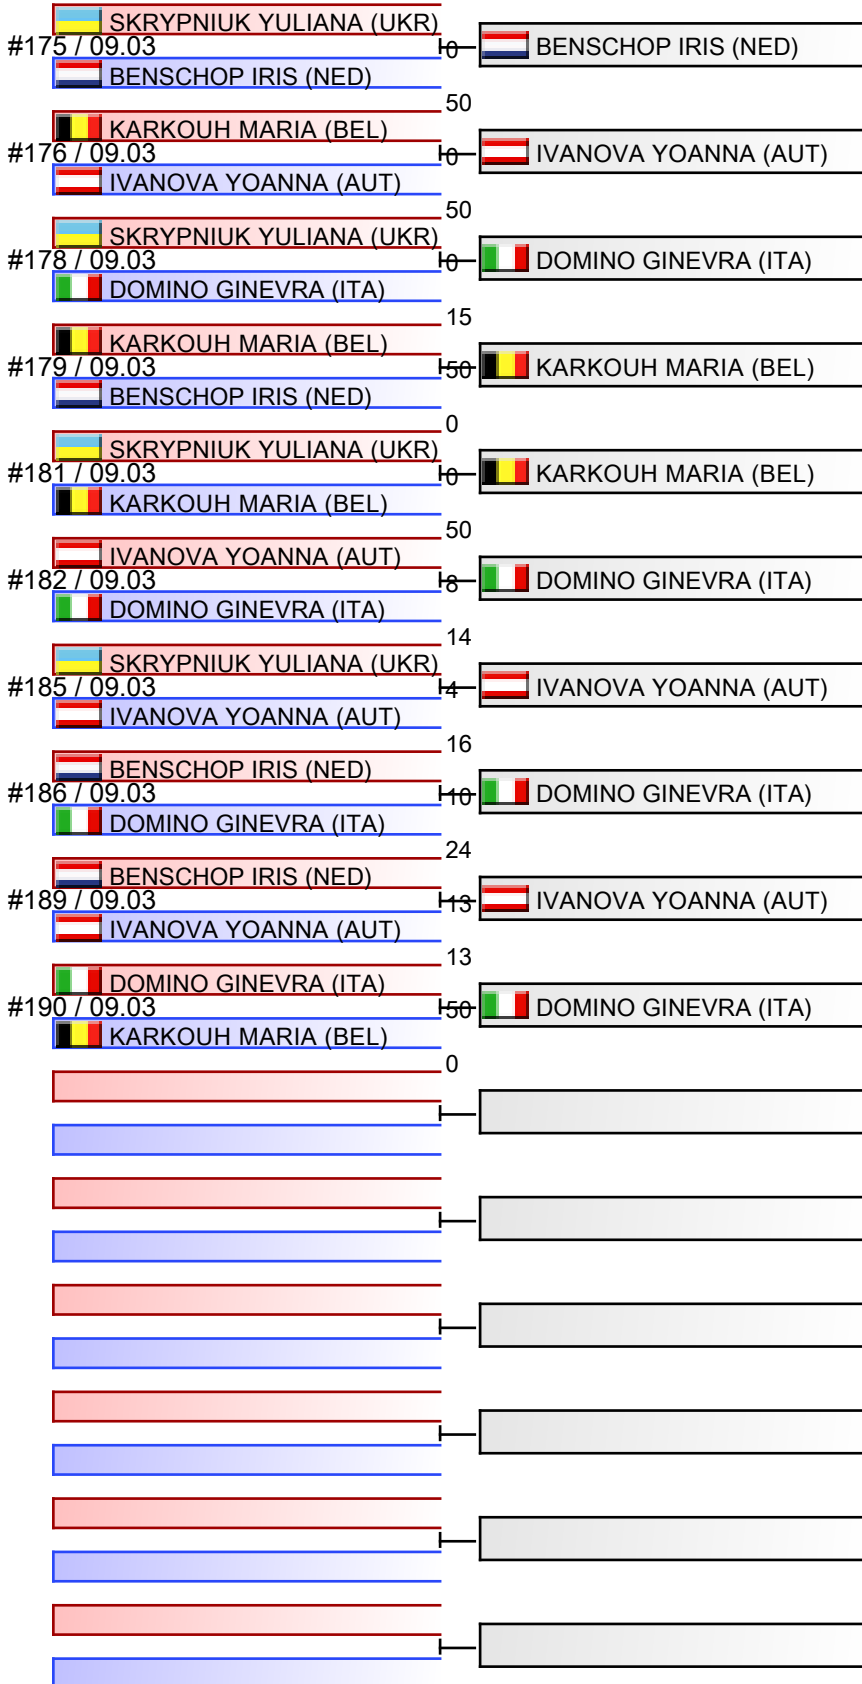 SKRYPNIUK YULIANA (UKR)
#175 / 09.03
0
BENSCHOP IRIS (NED)
BENSCHOP IRIS (NED)
50
KARKOUH MARIA (BEL)
#176 / 09.03
0
IVANOVA YOANNA (AUT)
IVANOVA YOANNA (AUT)
50
SKRYPNIUK YULIANA (UKR)
#178 / 09.03
0
DOMINO GINEVRA (ITA)
DOMINO GINEVRA (ITA)
15
KARKOUH MARIA (BEL)
#179 / 09.03
50
KARKOUH MARIA (BEL)
BENSCHOP IRIS (NED)
0
SKRYPNIUK YULIANA (UKR)
#181 / 09.03
0
KARKOUH MARIA (BEL)
KARKOUH MARIA (BEL)
50
IVANOVA YOANNA (AUT)
#182 / 09.03
8
DOMINO GINEVRA (ITA)
DOMINO GINEVRA (ITA)
14
SKRYPNIUK YULIANA (UKR)
#185 / 09.03
4
IVANOVA YOANNA (AUT)
IVANOVA YOANNA (AUT)
16
BENSCHOP IRIS (NED)
#186 / 09.03
10
DOMINO GINEVRA (ITA)
DOMINO GINEVRA (ITA)
24
BENSCHOP IRIS (NED)
#189 / 09.03
13
IVANOVA YOANNA (AUT)
IVANOVA YOANNA (AUT)
13
DOMINO GINEVRA (ITA)
#190 / 09.03
50
DOMINO GINEVRA (ITA)
KARKOUH MARIA (BEL)
0